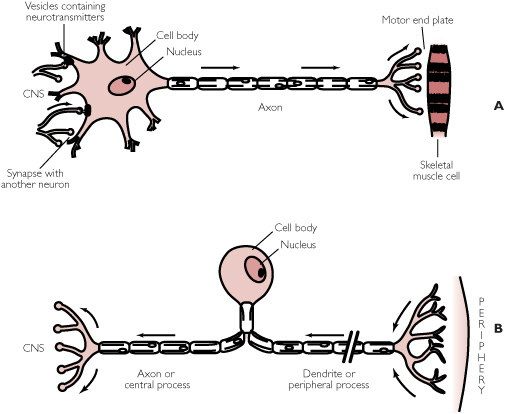 Vesicles containing
neurotransmitters
Cell body
Nucleus
Motor end plate
CNS
Axon
A
Synapse with
another neuron
Skeletal
muscle cell
Cell body
Nucleus
PERIPHERY
B
CNS
Axon or
central process
Dendrite or
peripheral process